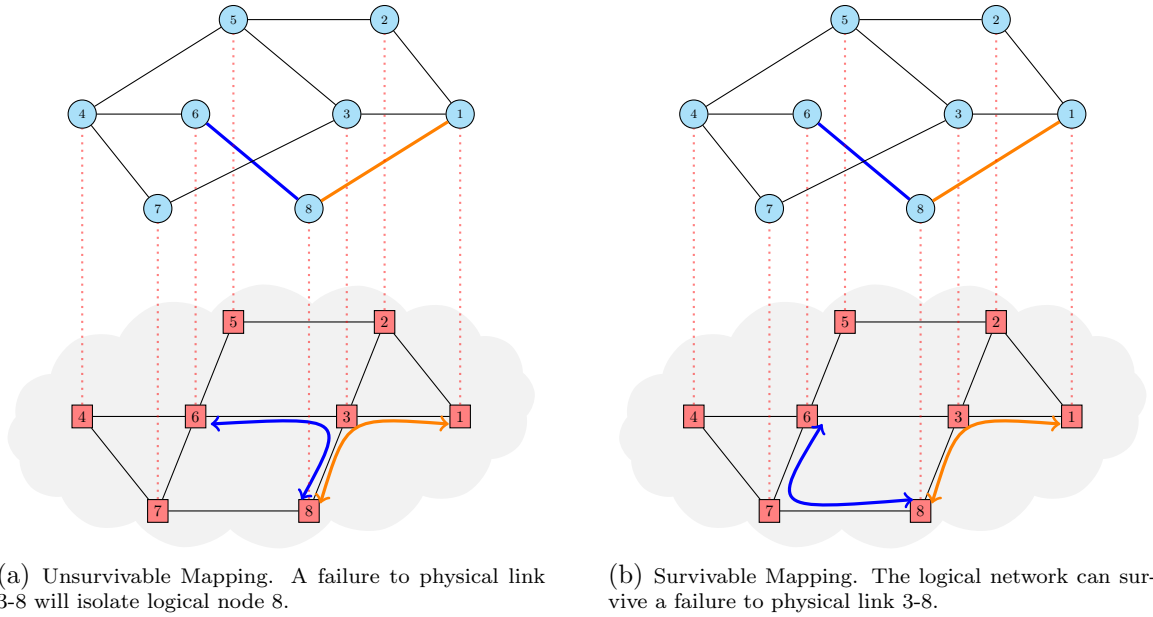 5 2
4 6 3 1
7 8
5 2
4 6 3 1
7 8
(a) Unsurvivable Mapping. A failure to physical link
3-8 will isolate logical node 8.
5 2
4 6 3 1
7 8
5 2
4 6 3 1
7 8
(b) Survivable Mapping. The logical network can sur-
vive a failure to physical link 3-8.